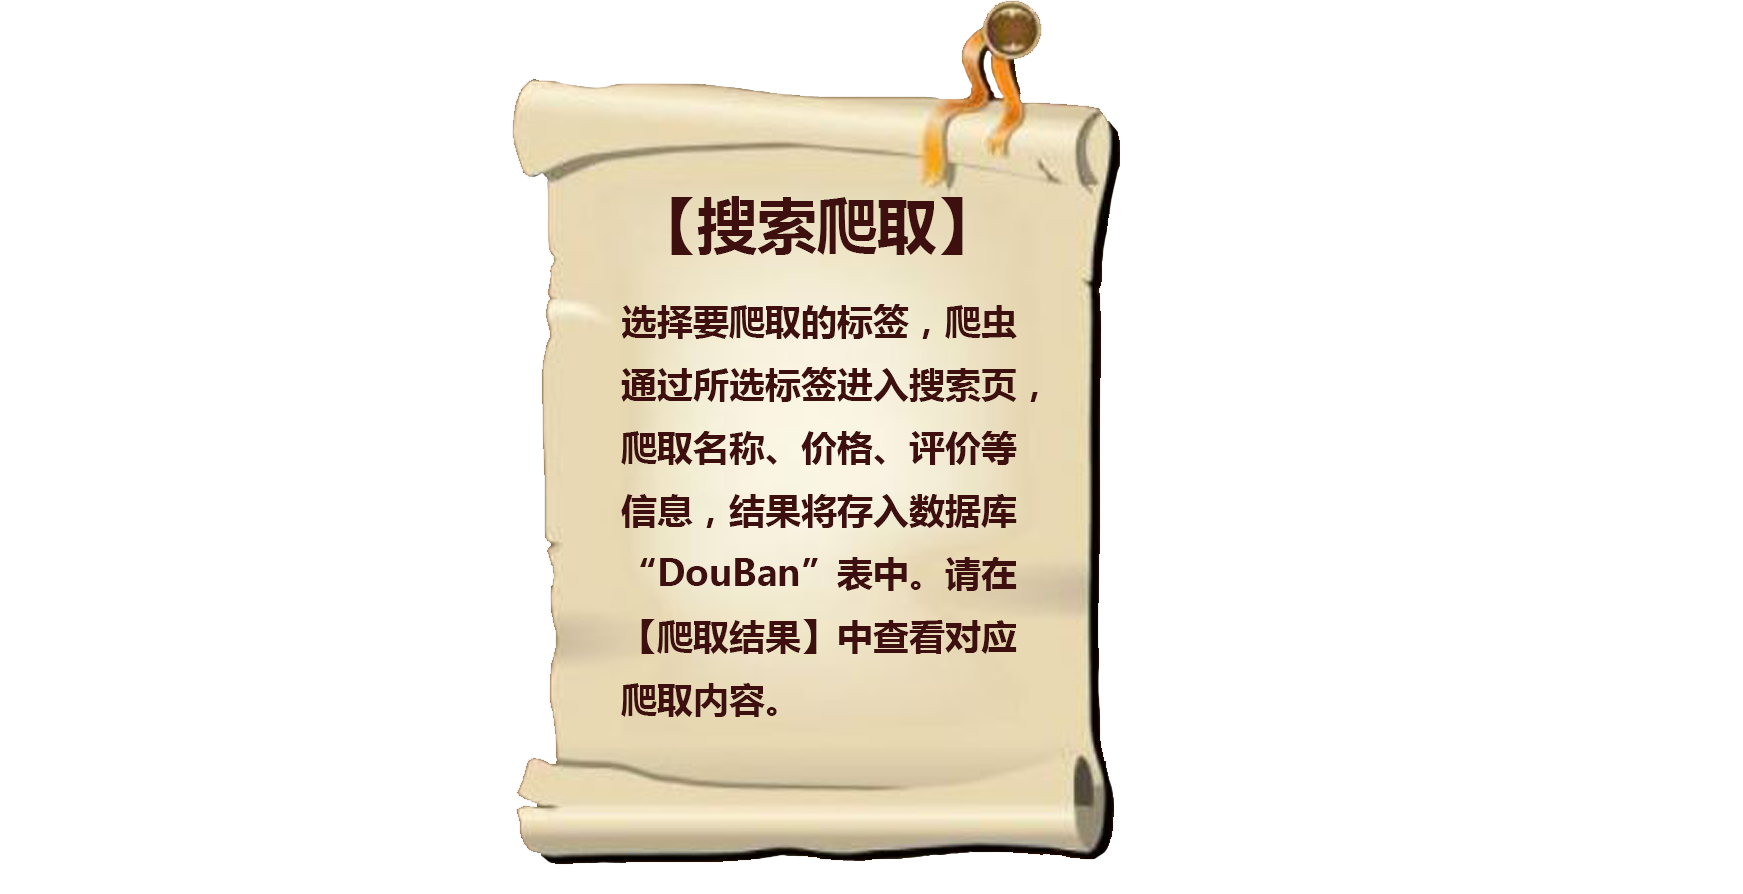 【搜索爬取】
选择要爬取的标签，爬虫
通过所选标签进入搜索页，
爬取名称、价格、评价等
信息，结果将存入数据库
“DouBan”表中。请在
【爬取结果】中查看对应
爬取内容。